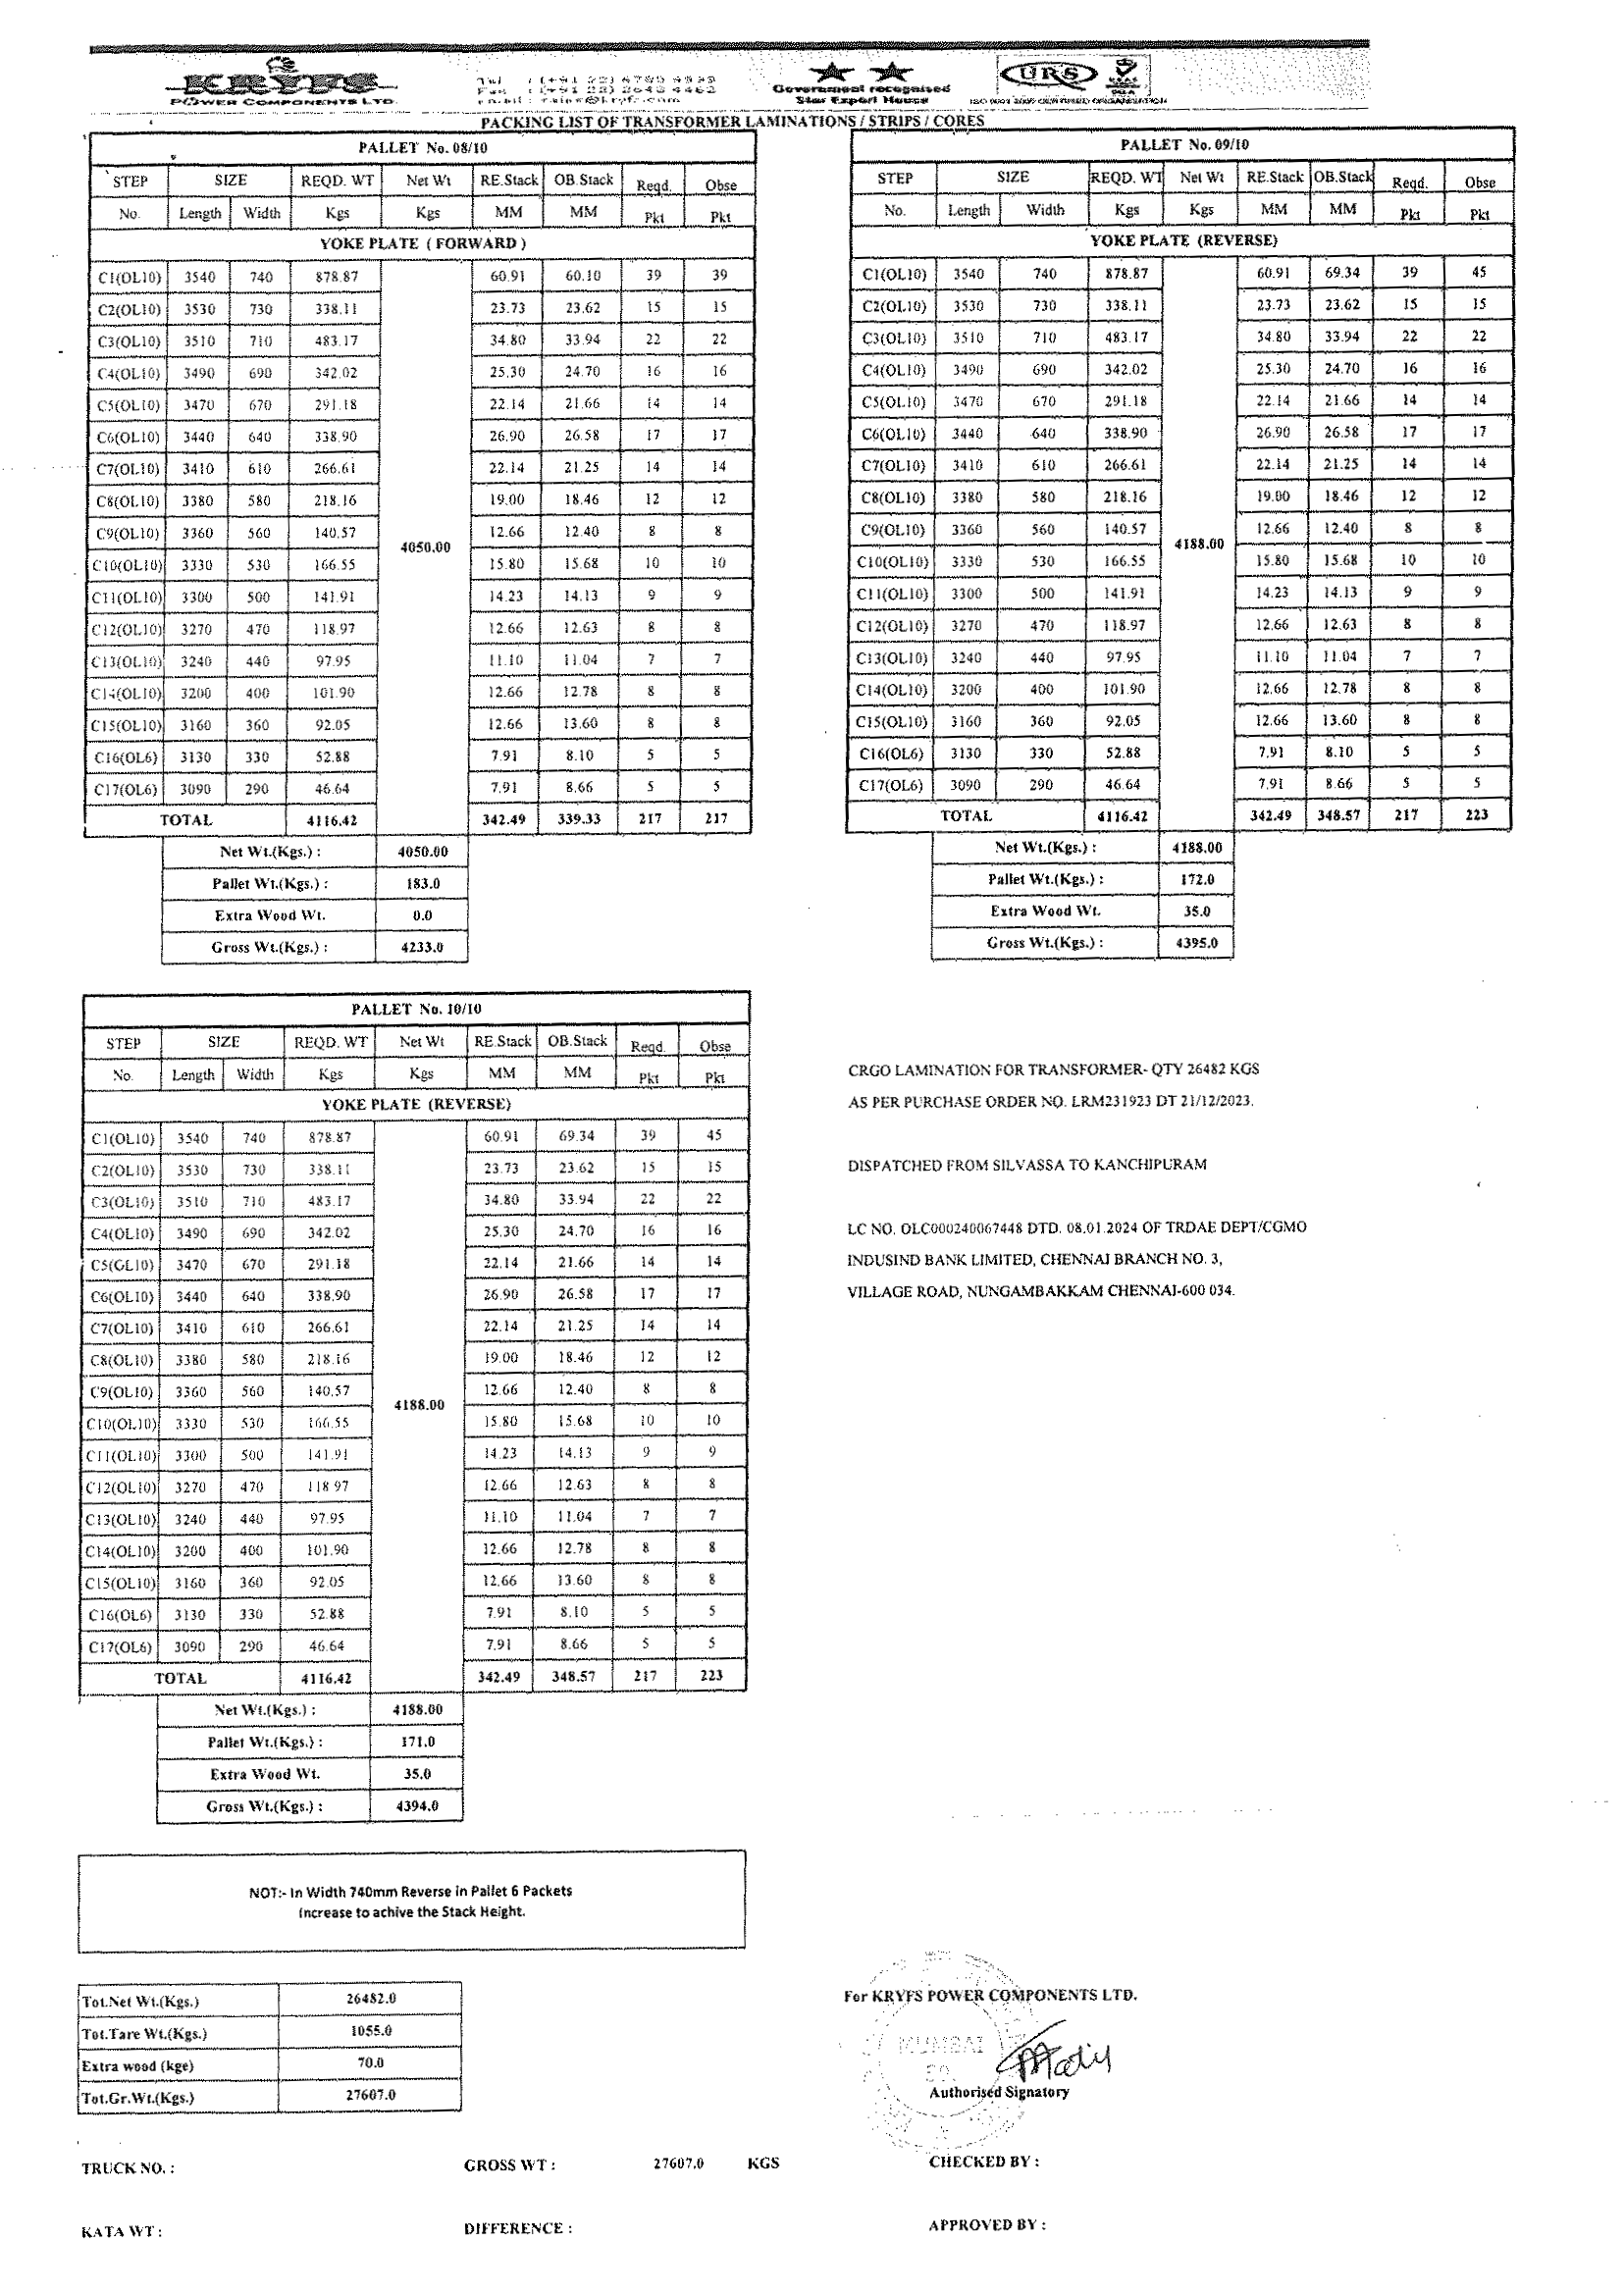 KRYFS
POWER COMPONENTS LTD.
Tel : (+91 22) 6783 4525
Government recognised
Star Export House
URS
PACKING LIST OF TRANSFORMER LAMINATIONS / STRIPS / CORES
PALLET No. 08/10
STEP SIZE REQD. WT Net Wt RE.Stack OB.Stack Reqd. Obse
No. Length Width Kgs Kgs MM MM Pkt Pkt
YOKE PLATE ( FORWARD )
C1(OL10) 3540 740 878.87 60.91 60.10 39 39
C2(OL10) 3530 730 338.11 23.73 23.62 15 15
C3(OL10) 3510 710 483.17 34.80 33.94 22 22
C4(OL10) 3490 690 342.02 25.30 24.70 16 16
C5(OL10) 3470 670 291.18 22.14 21.66 14 14
C6(OL10) 3440 640 338.90 26.90 26.58 17 17
C7(OL10) 3410 610 266.61 22.14 21.25 14 14
C8(OL10) 3380 580 218.16 19.00 18.46 12 12
C9(OL10) 3360 560 140.57 4050.00 12.66 12.40 8 8
C10(OL10) 3330 530 166.55 15.80 15.68 10 10
C11(OL10) 3300 500 141.91 14.23 14.13 9 9
C12(OL10) 3270 470 118.97 12.66 12.63 8 8
C13(OL10) 3240 440 97.95 11.10 11.04 7 7
C14(OL10) 3200 400 101.90 12.66 12.78 8 8
C15(OL10) 3160 360 92.05 12.66 13.60 8 8
C16(OL6) 3130 330 52.88 7.91 8.10 5 5
C17(OL6) 3090 290 46.64 7.91 8.66 5 5
TOTAL 4116.42 342.49 339.33 217 217
Net Wt.(Kgs.) : 4050.00
Pallet Wt.(Kgs.) : 183.0
Extra Wood Wt. 0.0
Gross Wt.(Kgs.) : 4233.0
PALLET No. 09/10
STEP SIZE REQD. WT Net Wt RE.Stack OB.Stack Reqd. Obse
No. Length Width Kgs Kgs MM MM Pkt Pkt
YOKE PLATE (REVERSE)
C1(OL10) 3540 740 878.87 60.91 69.34 39 45
C2(OL10) 3530 730 338.11 23.73 23.62 15 15
C3(OL10) 3510 710 483.17 34.80 33.94 22 22
C4(OL10) 3490 690 342.02 25.30 24.70 16 16
C5(OL10) 3470 670 291.18 22.14 21.66 14 14
C6(OL10) 3440 640 338.90 26.90 26.58 17 17
C7(OL10) 3410 610 266.61 22.14 21.25 14 14
C8(OL10) 3380 580 218.16 19.00 18.46 12 12
C9(OL10) 3360 560 140.57 4188.00 12.66 12.40 8 8
C10(OL10) 3330 530 166.55 15.80 15.68 10 10
C11(OL10) 3300 500 141.91 14.23 14.13 9 9
C12(OL10) 3270 470 118.97 12.66 12.63 8 8
C13(OL10) 3240 440 97.95 11.10 11.04 7 7
C14(OL10) 3200 400 101.90 12.66 12.78 8 8
C15(OL10) 3160 360 92.05 12.66 13.60 8 8
C16(OL6) 3130 330 52.88 7.91 8.10 5 5
C17(OL6) 3090 290 46.64 7.91 8.66 5 5
TOTAL 4116.42 342.49 348.57 217 223
Net Wt.(Kgs.) : 4188.00
Pallet Wt.(Kgs.) : 172.0
Extra Wood Wt. 35.0
Gross Wt.(Kgs.) : 4395.0
PALLET No. 10/10
STEP SIZE REQD. WT Net Wt RE.Stack OB.Stack Reqd. Obse
No. Length Width Kgs Kgs MM MM Pkt Pkt
YOKE PLATE (REVERSE)
C1(OL10) 3540 740 878.87 60.91 69.34 39 45
C2(OL10) 3530 730 338.11 23.73 23.62 15 15
C3(OL10) 3510 710 483.17 34.80 33.94 22 22
C4(OL10) 3490 690 342.02 25.30 24.70 16 16
C5(OL10) 3470 670 291.18 22.14 21.66 14 14
C6(OL10) 3440 640 338.90 26.90 26.58 17 17
C7(OL10) 3410 610 266.61 22.14 21.25 14 14
C8(OL10) 3380 580 218.16 19.00 18.46 12 12
C9(OL10) 3360 560 140.57 4188.00 12.66 12.40 8 8
C10(OL10) 3330 530 166.55 15.80 15.68 10 10
C11(OL10) 3300 500 141.91 14.23 14.13 9 9
C12(OL10) 3270 470 118.97 12.66 12.63 8 8
C13(OL10) 3240 440 97.95 11.10 11.04 7 7
C14(OL10) 3200 400 101.90 12.66 12.78 8 8
C15(OL10) 3160 360 92.05 12.66 13.60 8 8
C16(OL6) 3130 330 52.88 7.91 8.10 5 5
C17(OL6) 3090 290 46.64 7.91 8.66 5 5
TOTAL 4116.42 342.49 348.57 217 223
Net Wt.(Kgs.) : 4188.00
Pallet Wt.(Kgs.) : 171.0
Extra Wood Wt. 35.0
Gross Wt.(Kgs.) : 4394.0
CRGO LAMINATION FOR TRANSFORMER- QTY 26482 KGS
AS PER PURCHASE ORDER NO. LRM231923 DT 21/12/2023.
DISPATCHED FROM SILVASSA TO KANCHIPURAM
LC NO. OLC000240067448 DTD. 08.01.2024 OF TRDAE DEPT/CGMO
INDUSIND BANK LIMITED, CHENNAI BRANCH NO. 3,
VILLAGE ROAD, NUNGAMBAKKAM CHENNAI-600 034.
NOT:- In Width 740mm Reverse in Pallet 6 Packets
increase to achive the Stack Height.
Tot.Net Wt.(Kgs.) 26482.0
Tot.Tare Wt.(Kgs.) 1055.0
Extra wood (kge) 70.0
Tot.Gr.Wt.(Kgs.) 27607.0
For KRYFS POWER COMPONENTS LTD.
MUMBAI
Authorised Signatory
TRUCK NO. : GROSS WT : 27607.0 KGS CHECKED BY :
KATA WT : DIFFERENCE : APPROVED BY :